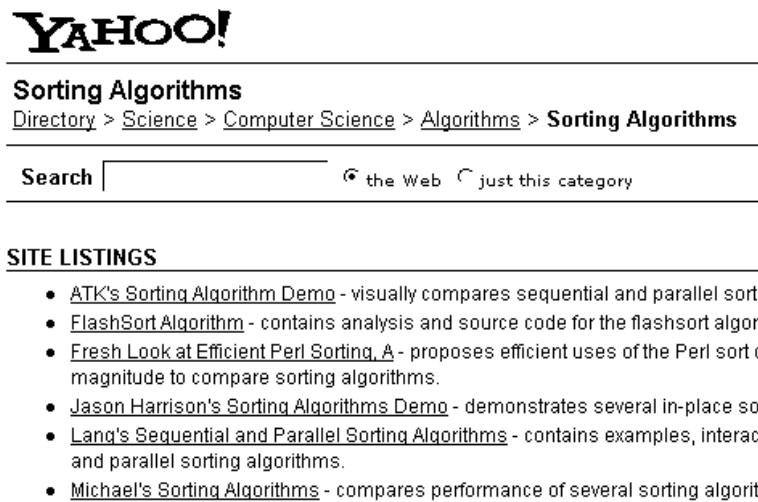 YAHOO!
Sorting Algorithms
Directory > Science > Computer Science > Algorithms > Sorting Algorithms
Search the Web just this category
SITE LISTINGS
• ATK's Sorting Algorithm Demo - visually compares sequential and parallel sort
• FlashSort Algorithm - contains analysis and source code for the flashsort algor
• Fresh Look at Efficient Perl Sorting, A - proposes efficient uses of the Perl sort
magnitude to compare sorting algorithms.
• Jason Harrison's Sorting Algorithms Demo - demonstrates several in-place so
• Lang's Sequential and Parallel Sorting Algorithms - contains examples, interac
and parallel sorting algorithms.
• Michael's Sorting Algorithms - compares performance of several sorting algorit